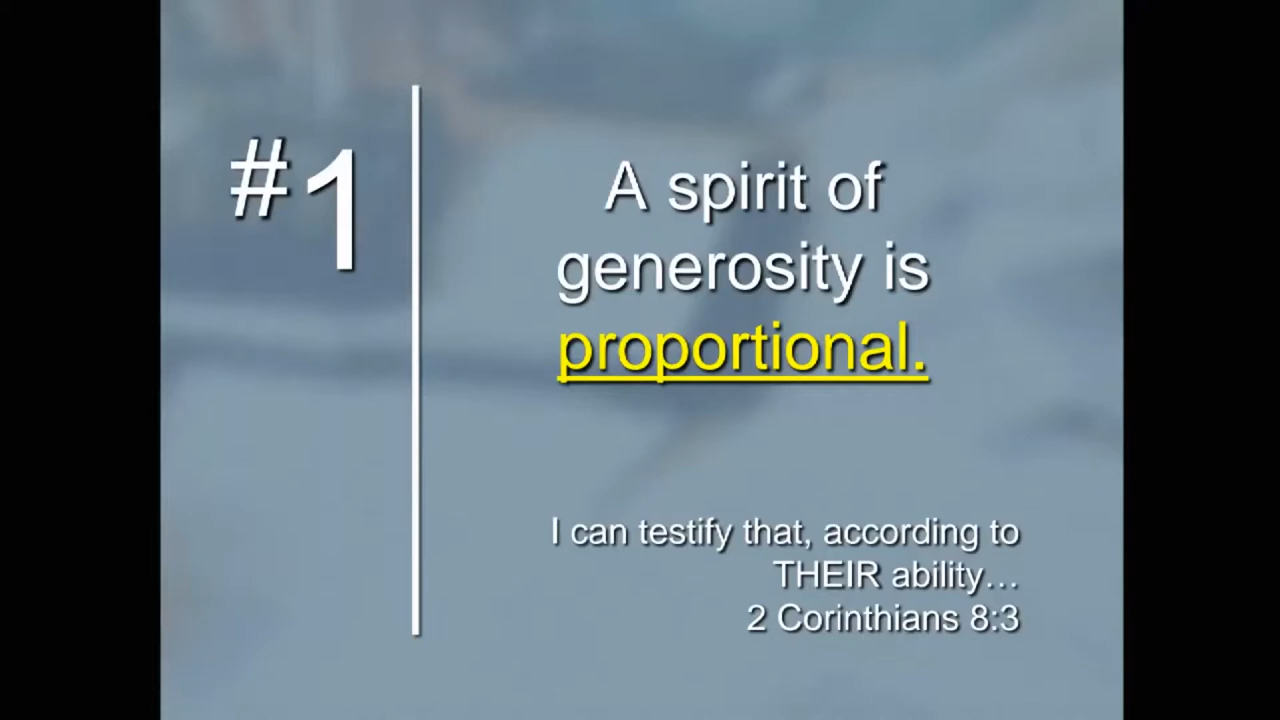 #1
A spirit of
generosity is
proportional.
I can testify that, according to
THEIR ability…
2 Corinthians 8:3